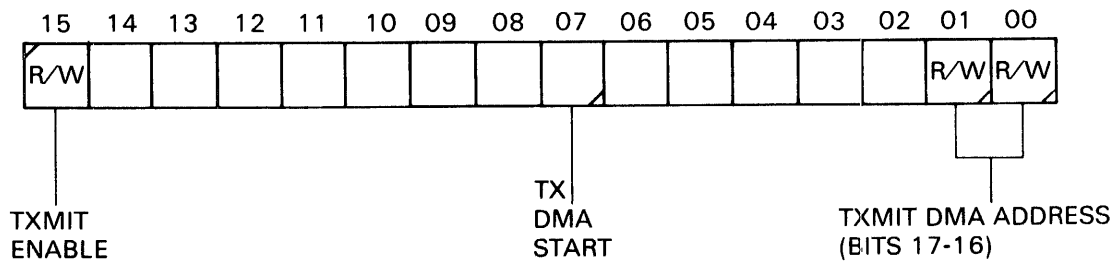 15 14 13 12 11 10 09 08 07 06 05 04 03 02 01 00
R/W R/W R/W
TXMIT
ENABLE
TX
DMA
START
TXMIT DMA ADDRESS
(BITS 17-16)